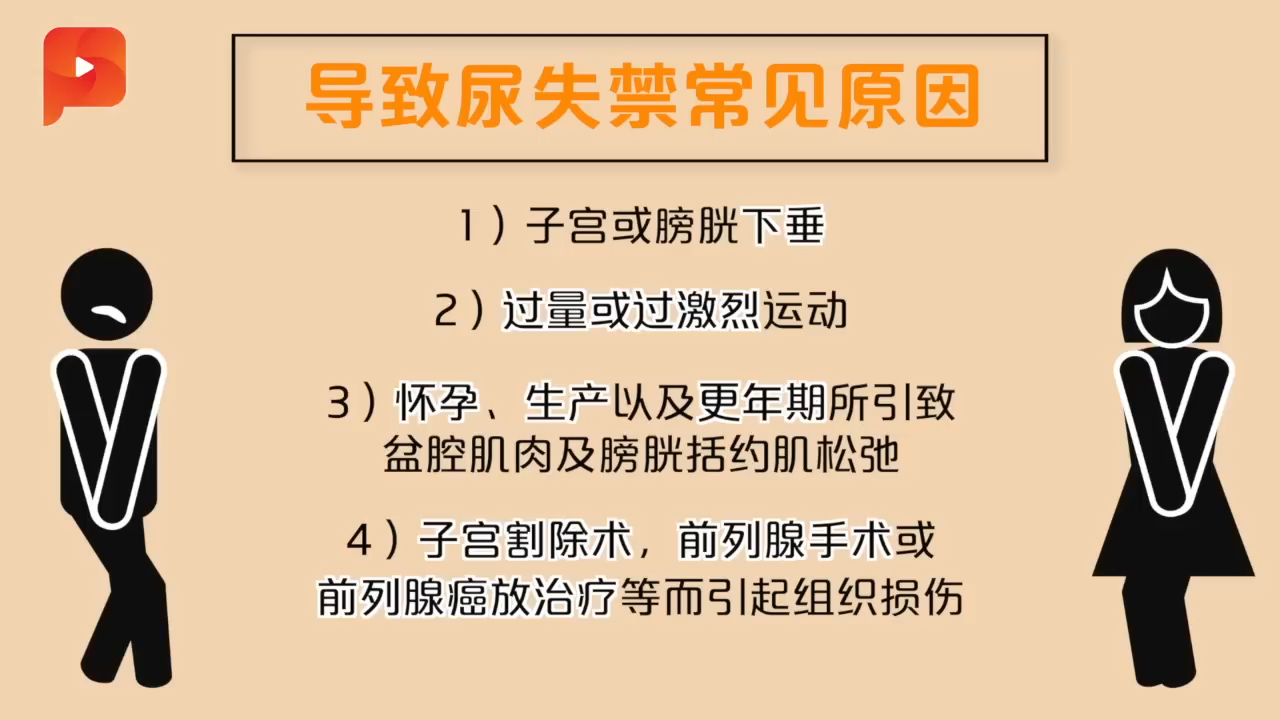 导致尿失禁常见原因
1）子宫或膀胱下垂
2）过量或过激烈运动
3）怀孕、生产以及更年期所引致
盆腔肌肉及膀胱括约肌松弛
4）子宫割除术，前列腺手术或
前列腺癌放治疗等而引起组织损伤